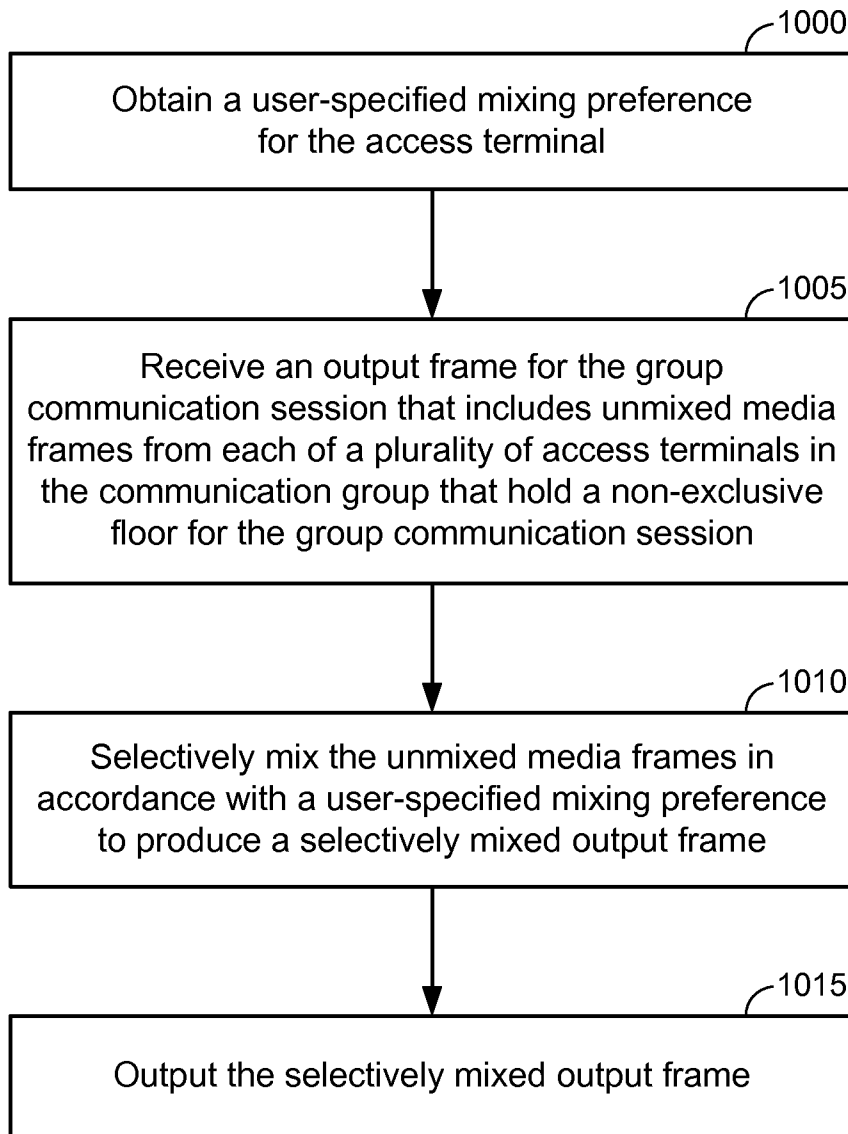 1000
Obtain a user-specified mixing preference
for the access terminal
1005
Receive an output frame for the group
communication session that includes unmixed media
frames from each of a plurality of access terminals in
the communication group that hold a non-exclusive
floor for the group communication session
1010
Selectively mix the unmixed media frames in
accordance with a user-specified mixing preference
to produce a selectively mixed output frame
1015
Output the selectively mixed output frame